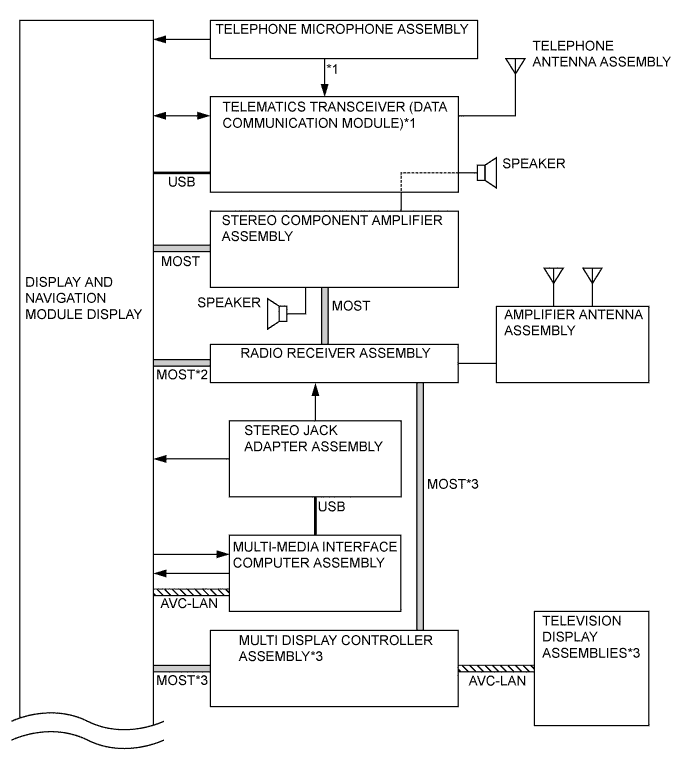 TELEPHONE MICROPHONE ASSEMBLY
TELEPHONE
ANTENNA ASSEMBLY
*1
TELEMATICS TRANSCEIVER (DATA
COMMUNICATION MODULE)*1
USB
SPEAKER
STEREO COMPONENT AMPLIFIER
ASSEMBLY
MOST
DISPLAY AND
NAVIGATION
MODULE DISPLAY
SPEAKER
MOST
AMPLIFIER ANTENNA
ASSEMBLY
RADIO RECEIVER ASSEMBLY
MOST*2
STEREO JACK
ADAPTER ASSEMBLY
MOST*3
USB
MULTI-MEDIA INTERFACE
COMPUTER ASSEMBLY
AVC-LAN
MULTI DISPLAY CONTROLLER
ASSEMBLY*3
TELEVISION
DISPLAY
ASSEMBLIES*3
MOST*3
AVC-LAN